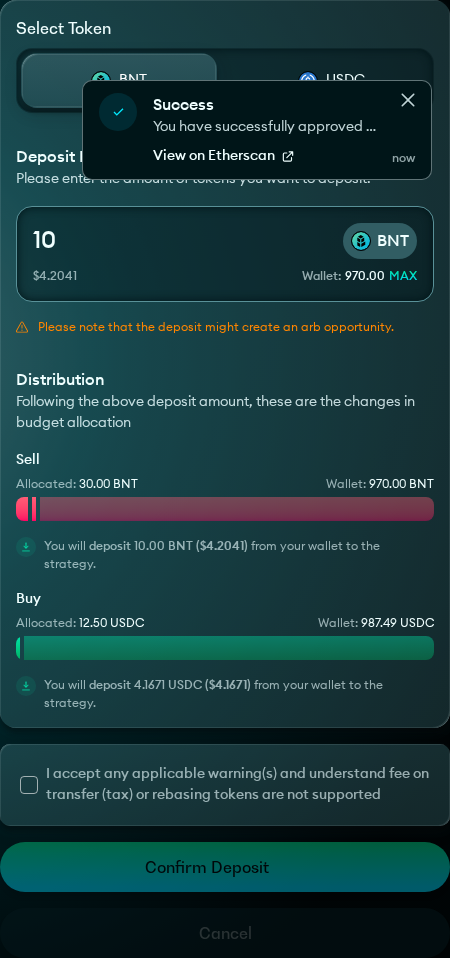 Select Token
BNT
USDC
Success
You have successfully approved ...
View on Etherscan
now
Deposit
Please enter the amount of tokens you want to deposit.
10
BNT
$4.2041
Wallet: 970.00 MAX
Please note that the deposit might create an arb opportunity.
Distribution
Following the above deposit amount, these are the changes in
budget allocation
Sell
Allocated: 30.00 BNT
Wallet: 970.00 BNT
You will deposit 10.00 BNT ($4.2041) from your wallet to the
strategy.
Buy
Allocated: 12.50 USDC
Wallet: 987.49 USDC
You will deposit 4.1671 USDC ($4.1671) from your wallet to the
strategy.
I accept any applicable warning(s) and understand fee on
transfer (tax) or rebasing tokens are not supported
Confirm Deposit
Cancel